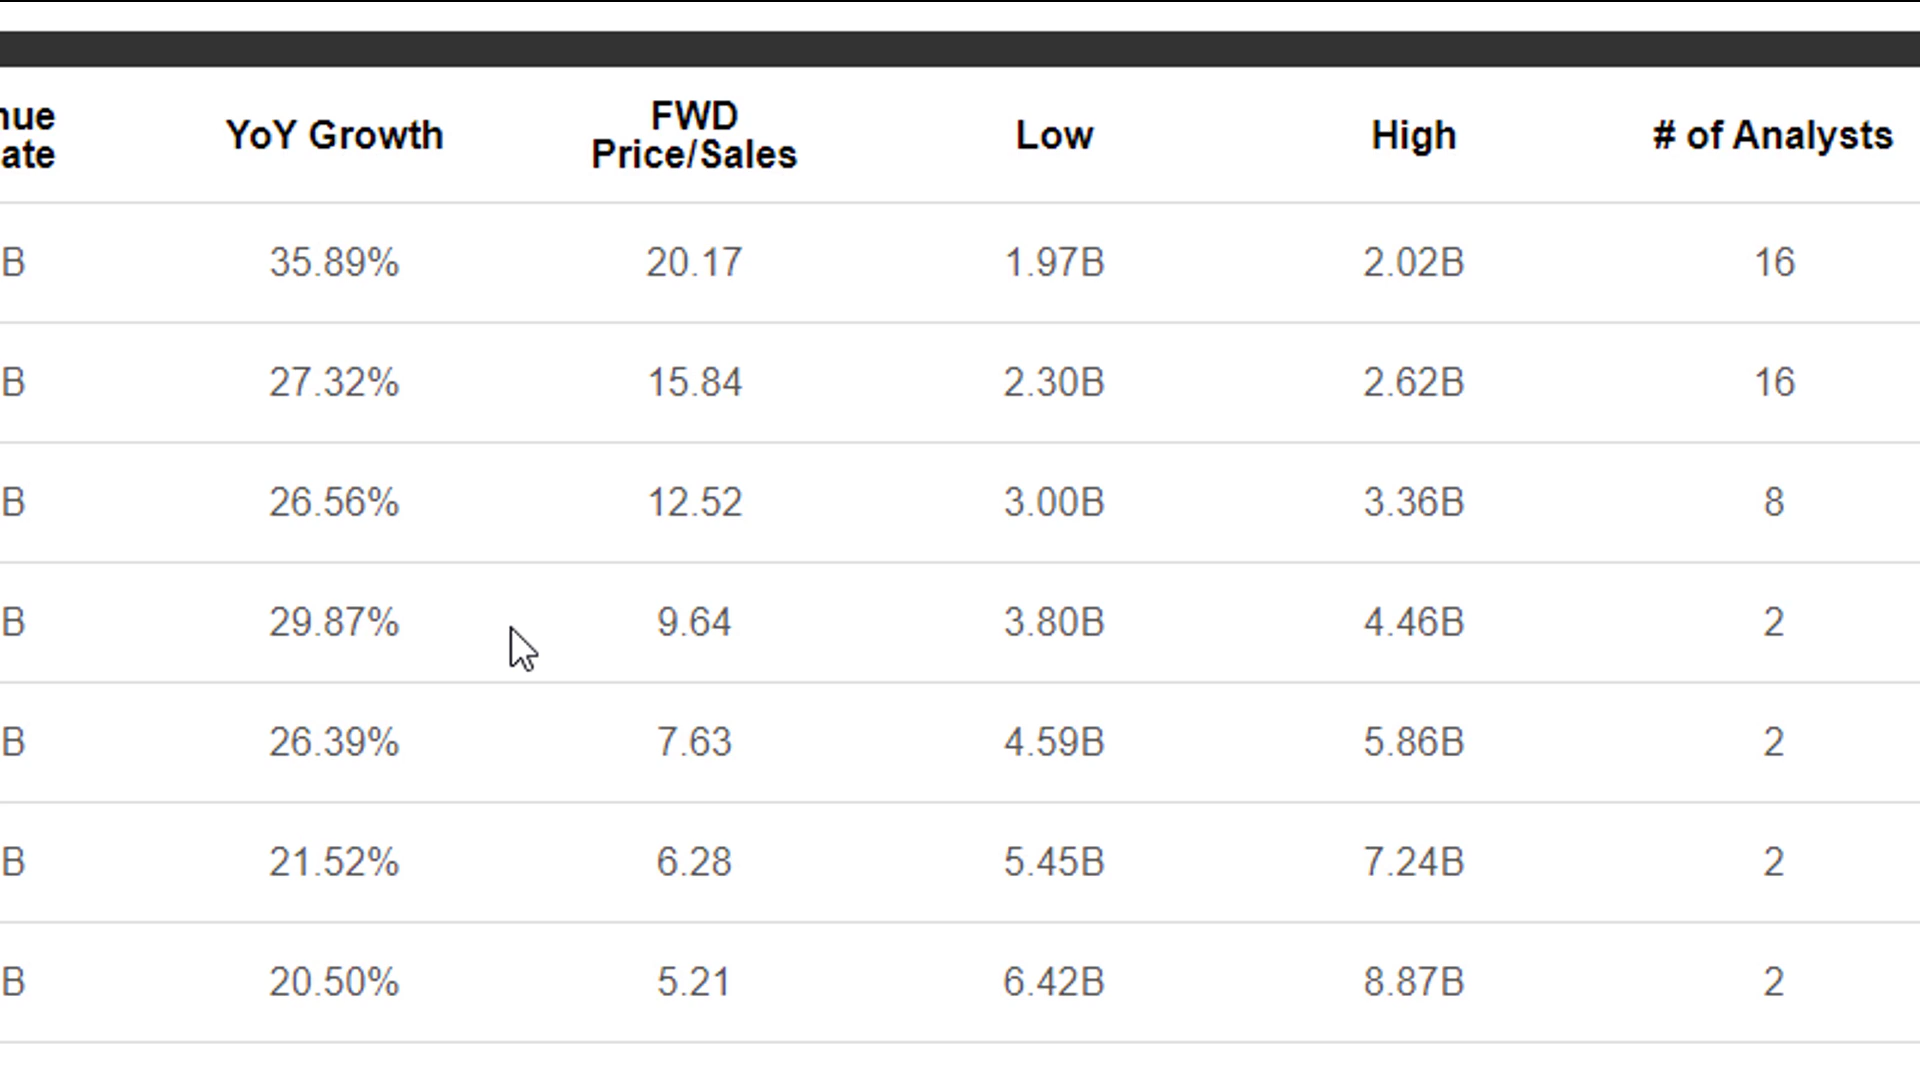 nue
ate
YoY Growth
FWD
Price/Sales
Low
High
# of Analysts
B 35.89% 20.17 1.97B 2.02B 16
B 27.32% 15.84 2.30B 2.62B 16
B 26.56% 12.52 3.00B 3.36B 8
B 29.87% 9.64 3.80B 4.46B 2
B 26.39% 7.63 4.59B 5.86B 2
B 21.52% 6.28 5.45B 7.24B 2
B 20.50% 5.21 6.42B 8.87B 2